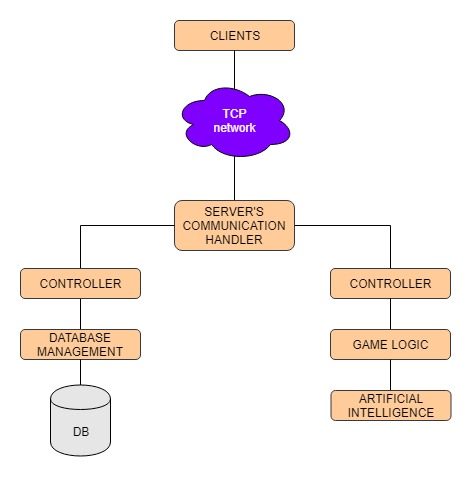 CLIENTS
TCP
network
SERVER'S
COMMUNICATION
HANDLER
CONTROLLER
CONTROLLER
DATABASE
MANAGEMENT
GAME LOGIC
ARTIFICIAL
INTELLIGENCE
DB